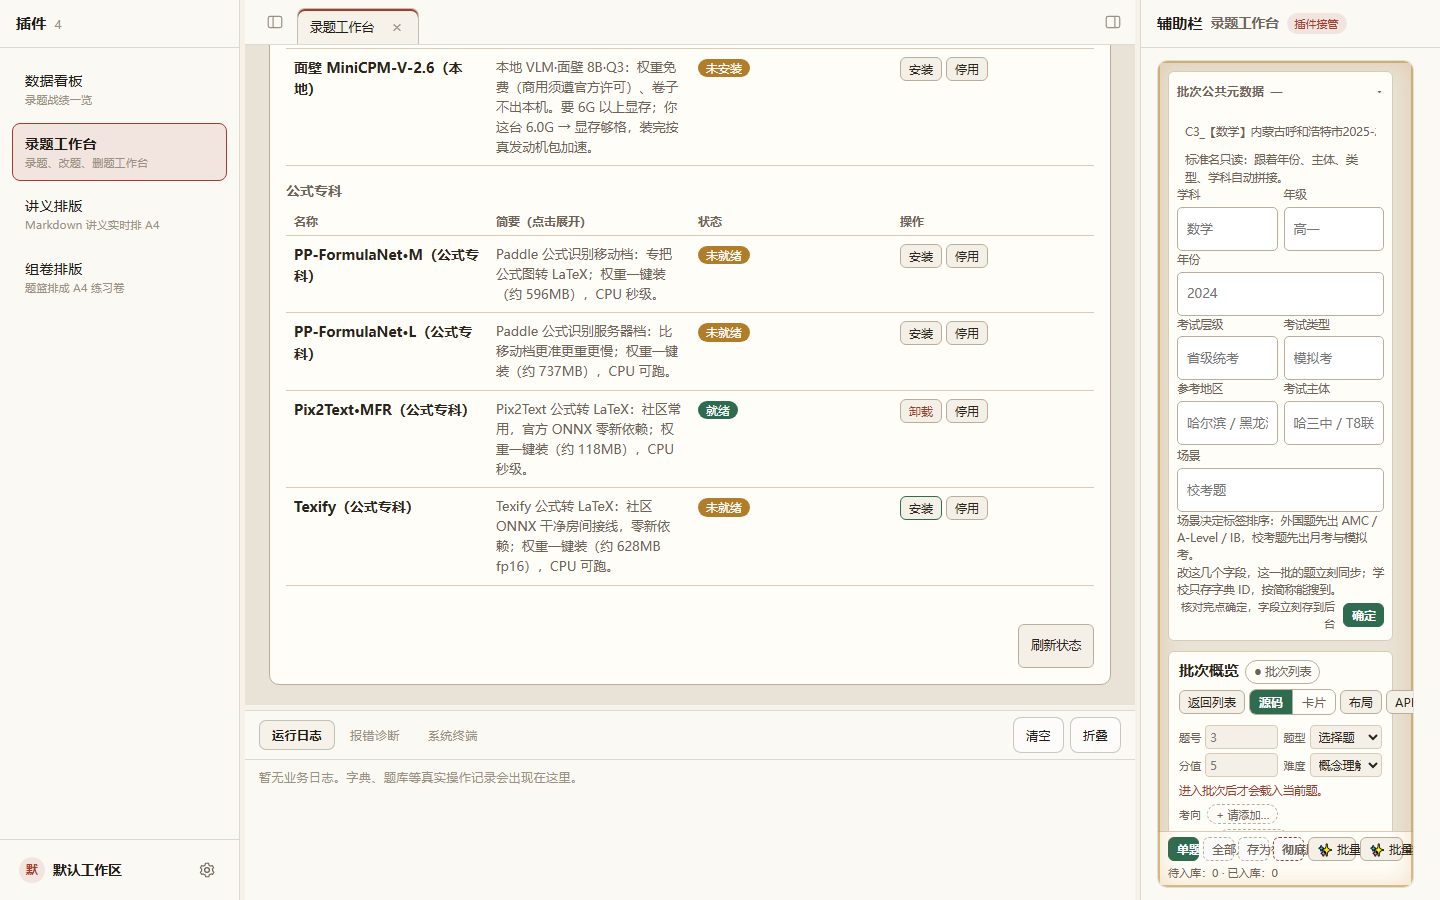 插件 4
数据看板
录题战绩一览
录题工作台
录题、改题、删题工作台
讲义排版
Markdown 讲义实时排 A4
组卷排版
题篮排成 A4 练习卷
默 默认工作区
录题工作台 ×
面壁 MiniCPM-V-2.6（本
地）
本地 VLM·面壁 8B·Q3：权重免
费（商用须遵官方许可）、卷子
不出本机。要 6G 以上显存；你
这台 6.0G → 显存够格，装完按
真发动机包加速。
未安装
安装 停用
公式专科
名称 简要（点击展开） 状态 操作
PP-FormulaNet•M（公式专
科）
Paddle 公式识别移动档：专把
公式图转 LaTeX；权重一键装
（约 596MB），CPU 秒级。
未就绪
安装 停用
PP-FormulaNet•L（公式专
科）
Paddle 公式识别服务器档：比
移动档更准更重更慢；权重一键
装（约 737MB），CPU 可跑。
未就绪
安装 停用
Pix2Text•MFR（公式专科）
Pix2Text 公式转 LaTeX：社区常
用，官方 ONNX 零新依赖；权
重一键装（约 118MB），CPU
秒级。
就绪
卸载 停用
Texify（公式专科）
Texify 公式转 LaTeX：社区
ONNX 干净房间接线，零新依
赖；权重一键装（约 628MB
fp16），CPU 可跑。
未就绪
安装 停用
刷新状态
运行日志 报错诊断 系统终端
清空 折叠
暂无业务日志。字典、题库等真实操作记录会出现在这里。
辅助栏 录题工作台 插件接管
批次公共元数据 —
C3_【数学】内蒙古呼和浩特市2025-
标准名只读：跟着年份、主体、类
型、学科自动拼接。
学科 年级
数学 高一
年份
2024
考试层级 考试类型
省级统考 模拟考
参考地区 考试主体
哈尔滨 / 黑龙 哈三中 / T8联
场景
校考题
场景决定标签排序：外国题先出 AMC /
A-Level / IB，校考题先出月考与模拟
考。
改这几个字段，这一批的题立刻同步；学
校只存字典 ID，按简称能搜到。
核对完点确定，字段立刻存到后
台
确定
批次概览 ● 批次列表
返回列表 源码 卡片 布局 API
题号 3 题型 选择题
分值 5 难度 概念理解
进入批次后才会载入当前题。
考向 + 请添加...
单题 全部 存为 彻底 ✨ 批量 ✨ 批量
待入库：0 · 已入库：0